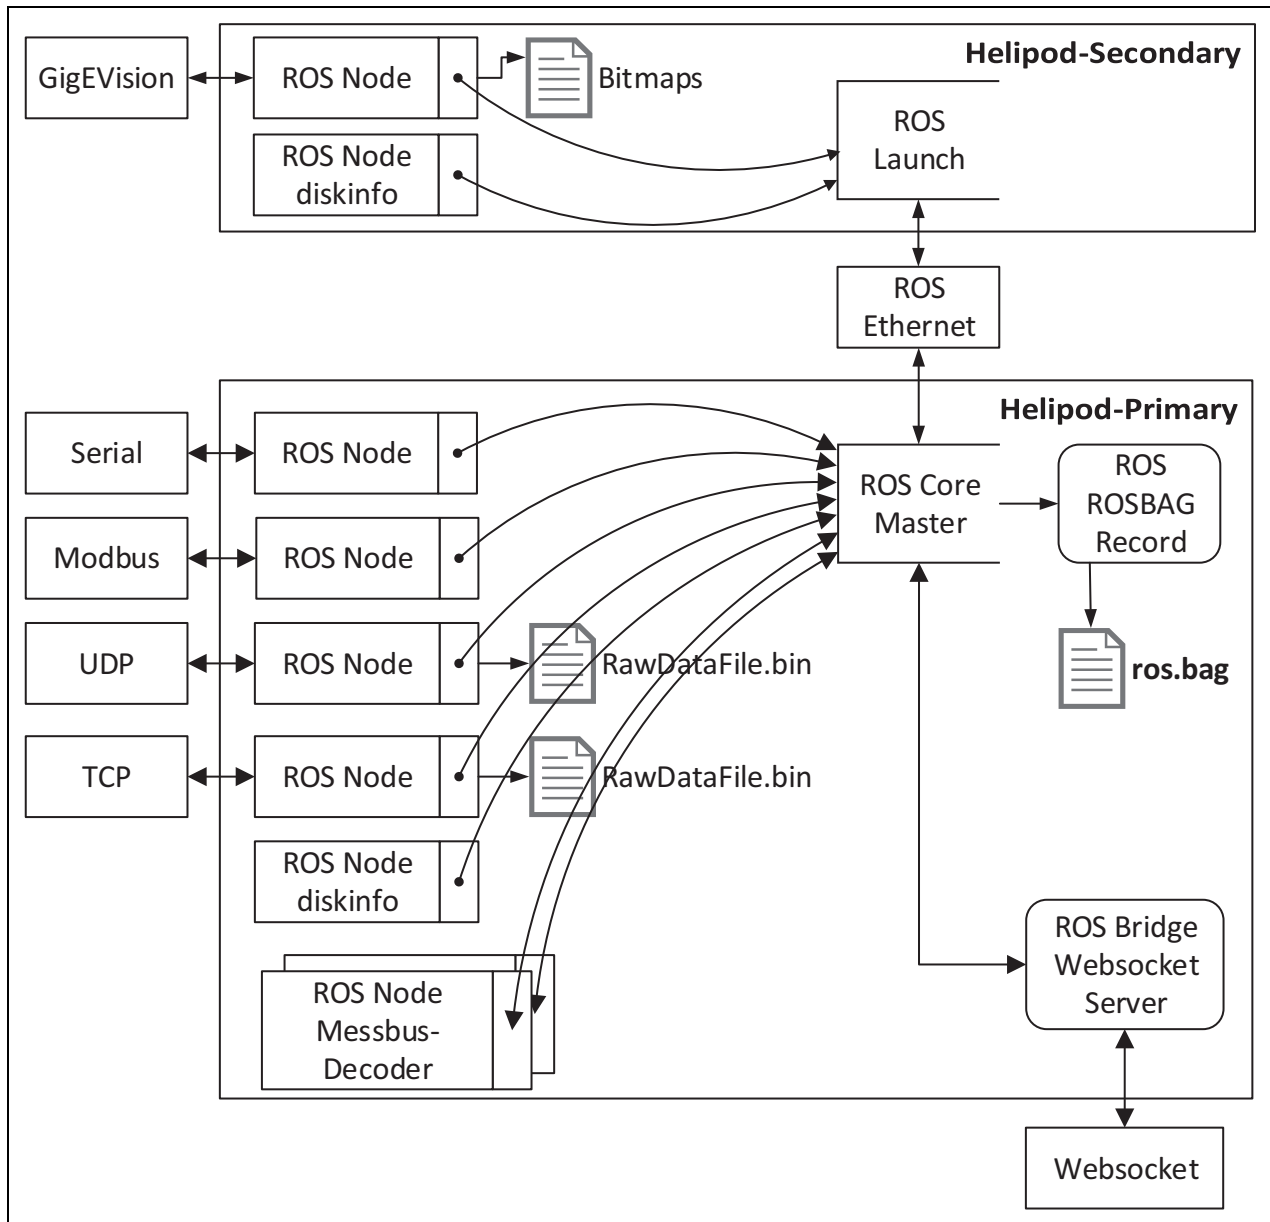 Helipod-Secondary
GigEVision
ROS Node
Bitmaps
ROS
Launch
ROS Node
diskinfo
ROS
Ethernet
Helipod-Primary
Serial
ROS Node
ROS Core
Master
ROS
ROSBAG
Record
Modbus
ROS Node
UDP
ROS Node
RawDataFile.bin
ros.bag
TCP
ROS Node
RawDataFile.bin
ROS Node
diskinfo
ROS Node
Messbus-
Decoder
ROS Bridge
Websocket
Server
Websocket